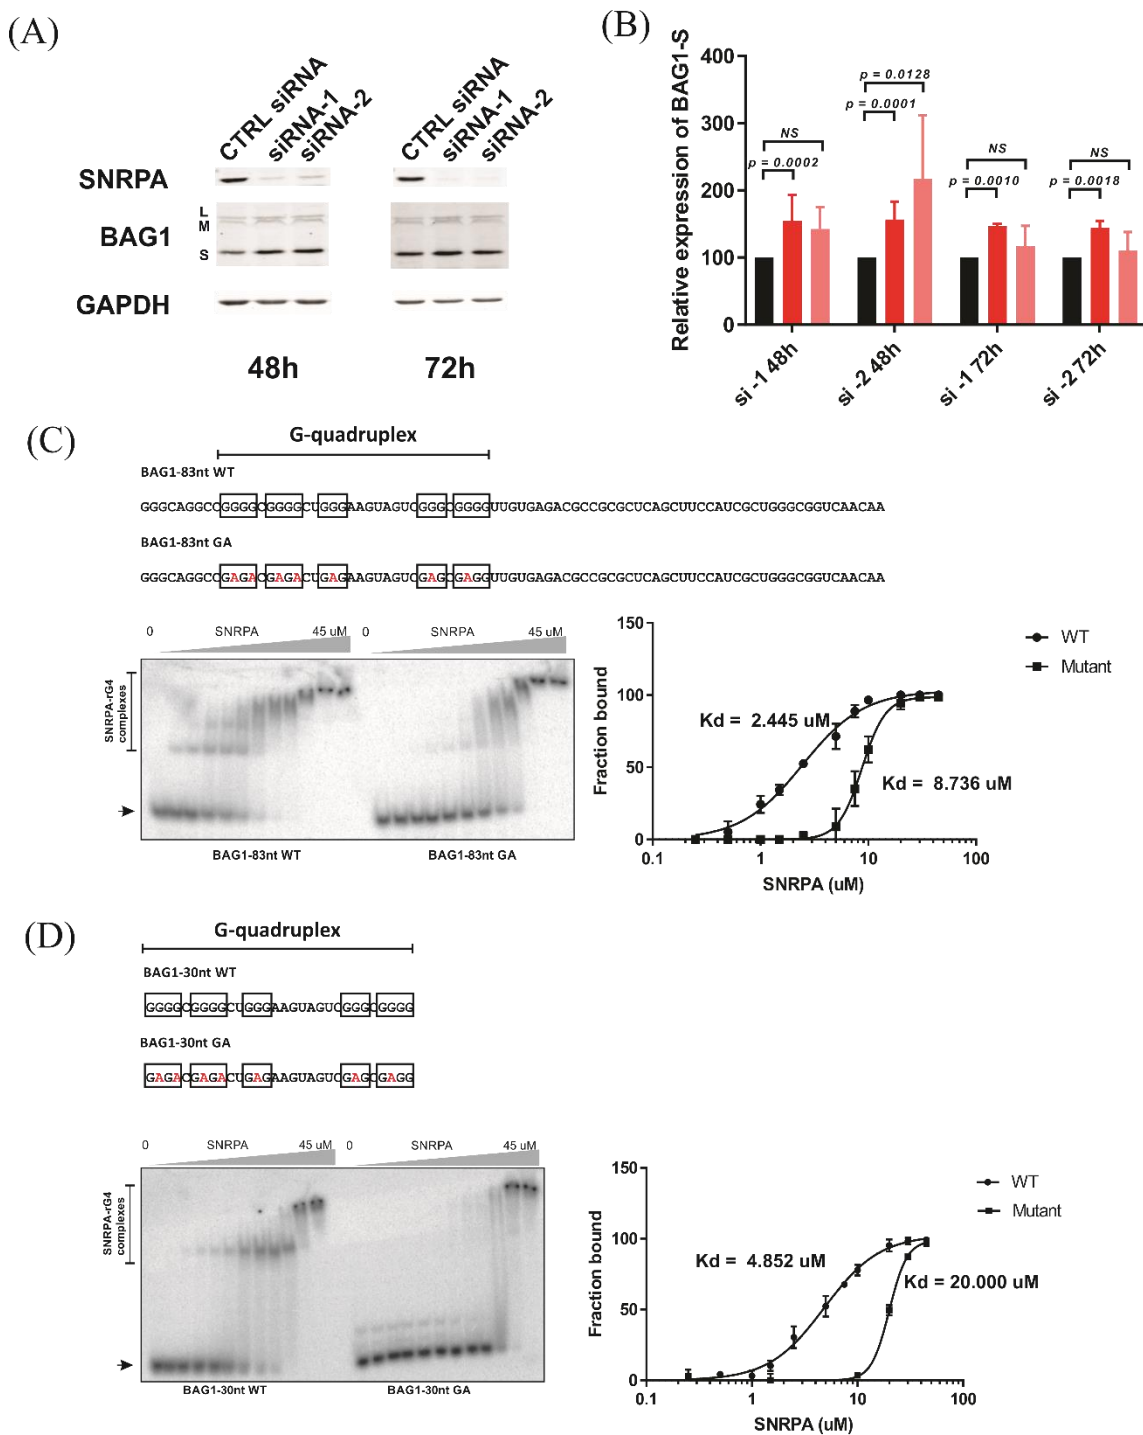 (A)
CTRL siRNA
siRNA-1
siRNA-2
CTRL siRNA
siRNA-1
siRNA-2
SNRPA
BAG1
L
M
S
GAPDH
48h
72h
(B)
Relative expression of BAG1-S
400
300
200
100
0
NS
p = 0.0002
p = 0.0128
p = 0.0001
NS
p = 0.0010
NS
p = 0.0018
si -1 48h
si -2 48h
si -1 72h
si -2 72h
(C)
G-quadruplex
BAG1-83nt WT
GGGCAGGCCGGGGCGGGGCUGGGAAGUAGUCGGGCGGGGUUGUGAGACGCCGCGCUCAGCUUCCAUCGCUGGGCGGUCAACAA
BAG1-83nt GA
GGGCAGGCCGAGACGAGACUGAGAAGUAGUCGAGCGAGGUUGUGAGACGCCGCGCUCAGCUUCCAUCGCUGGGCGGUCAACAA
0 SNRPA 45 uM 0 SNRPA 45 uM
SNRPA-rG4
complexes
BAG1-83nt WT BAG1-83nt GA
Fraction bound
150
100
50
0
0.1 1 10 100
SNRPA (uM)
Kd = 2.445 uM
Kd = 8.736 uM
WT
Mutant
(D)
G-quadruplex
BAG1-30nt WT
GGGGCGGGGCUGGGAAGUAGUCGGGCGGGG
BAG1-30nt GA
GAGACGAGACUGAGAAGUAGUCGAGCGAGG
0 SNRPA 45 uM 0 SNRPA 45 uM
SNRPA-rG4
complexes
BAG1-30nt WT BAG1-30nt GA
Fraction bound
150
100
50
0
0.1 1 10 100
SNRPA (uM)
Kd = 4.852 uM
Kd = 20.000 uM
WT
Mutant